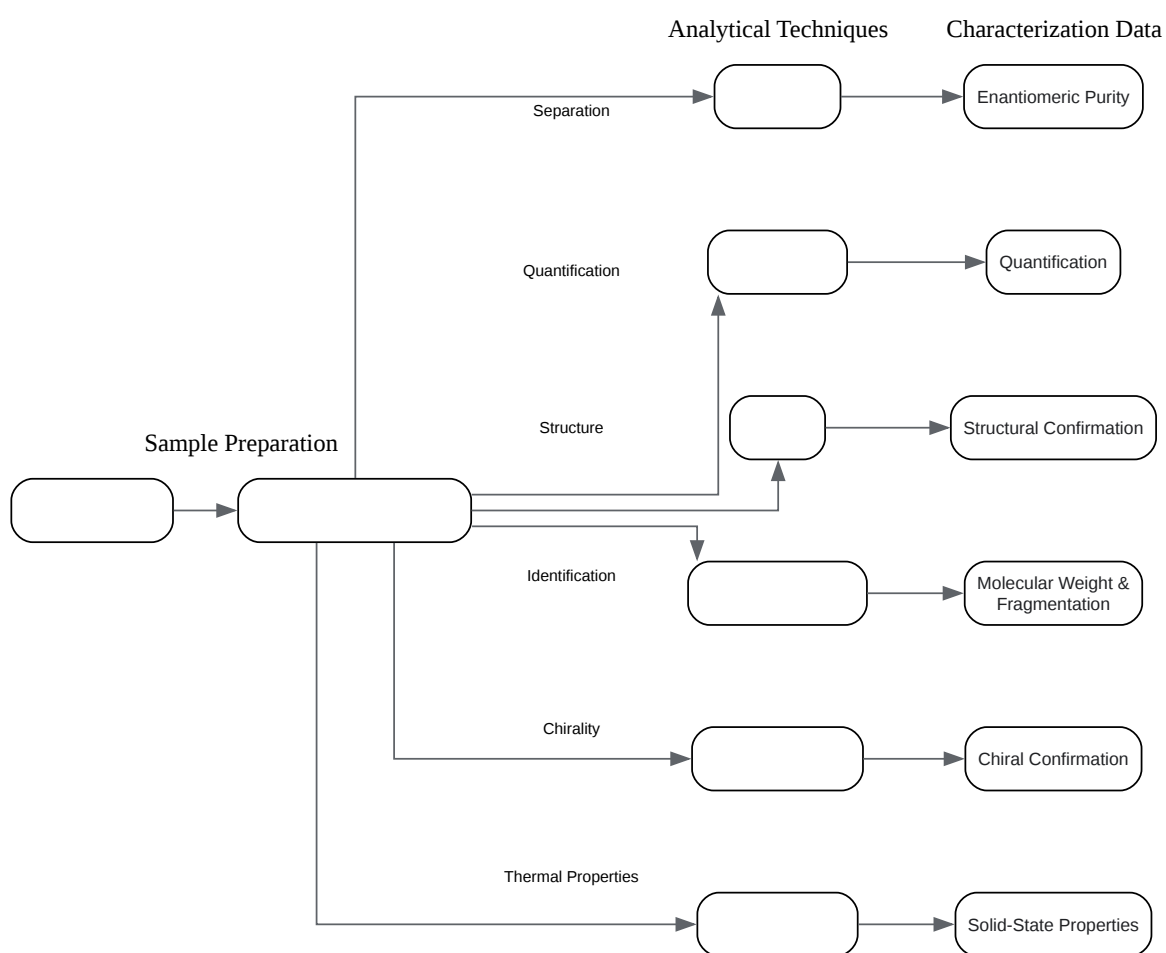 Analytical Techniques
Characterization Data
Enantiomeric Purity
Separation
Quantification
Quantification
Structure
Structural Confirmation
Sample Preparation
Identification
Molecular Weight &
Fragmentation
Chirality
Chiral Confirmation
Thermal Properties
Solid-State Properties